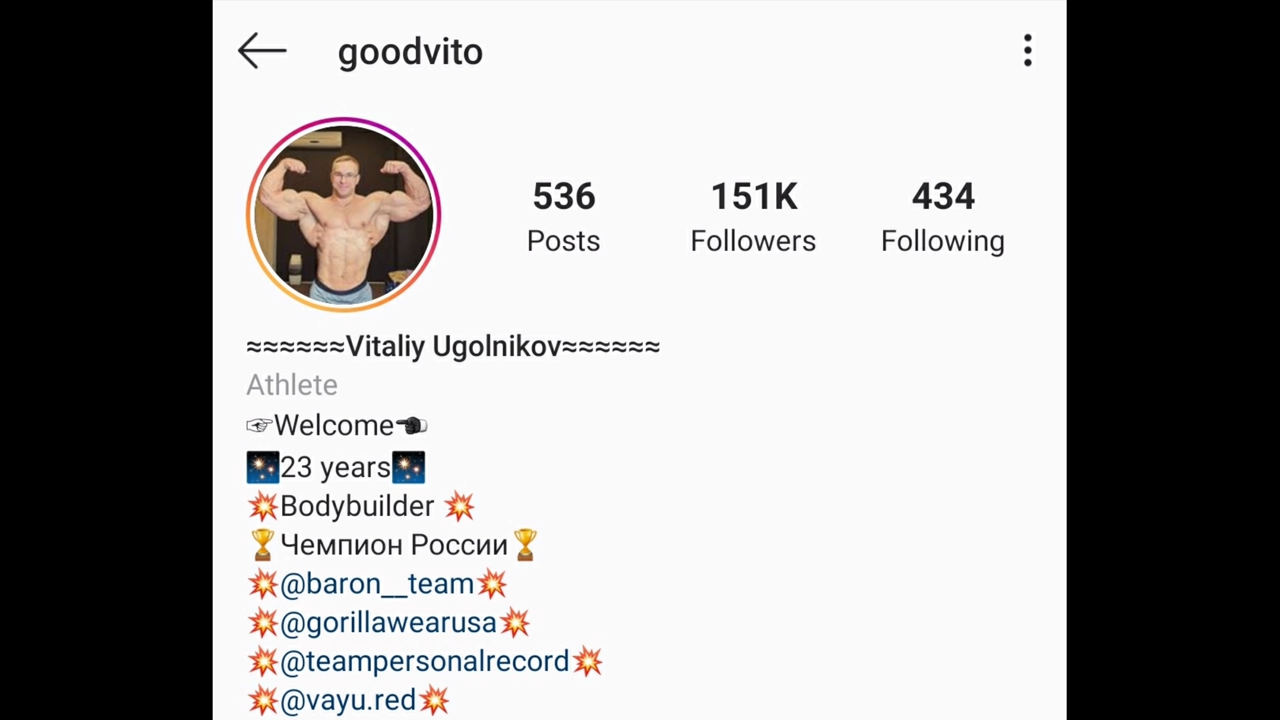 goodvito
536 151K 434
Posts Followers Following
≈≈≈≈≈≈Vitaliy Ugolnikov≈≈≈≈≈≈
Athlete
☞Welcome☚
🎇23 years🎇
💥Bodybuilder 💥
🏆Чемпион России🏆
💥@baron__team💥
💥@gorillawearusa💥
💥@teampersonalrecord💥
💥@vayu.red💥